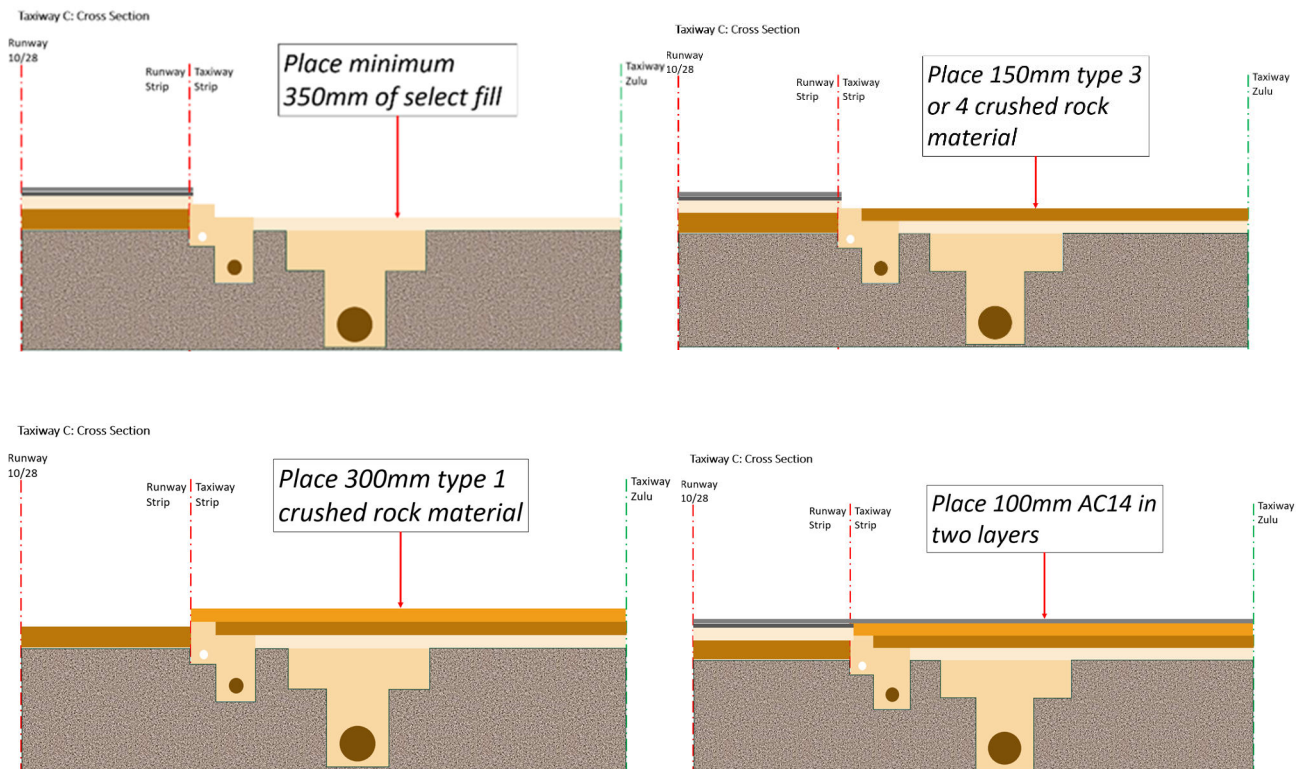 Taxiway C: Cross Section
Runway
10/28
Runway
Strip
Taxiway
Strip
Place minimum
350mm of select fill
Taxiway
Zulu
Taxiway C: Cross Section
Runway
10/28
Runway
Strip
Taxiway
Strip
Place 150mm type 3
or 4 crushed rock
material
Taxiway
Zulu
Taxiway C: Cross Section
Runway
10/28
Runway
Strip
Taxiway
Strip
Place 300mm type 1
crushed rock material
Taxiway
Zulu
Taxiway C: Cross Section
Runway
10/28
Runway
Strip
Taxiway
Strip
Place 100mm AC14 in
two layers
Taxiway
Zulu